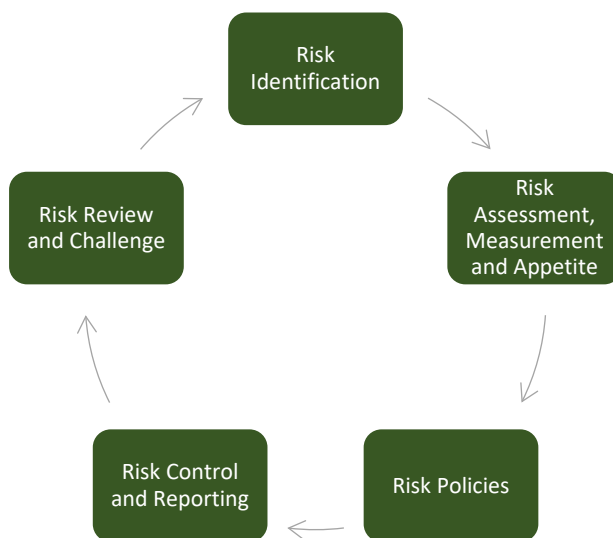 Risk
Identification
Risk
Assessment,
Measurement
and Appetite
Risk Policies
Risk Control
and Reporting
Risk Review
and Challenge